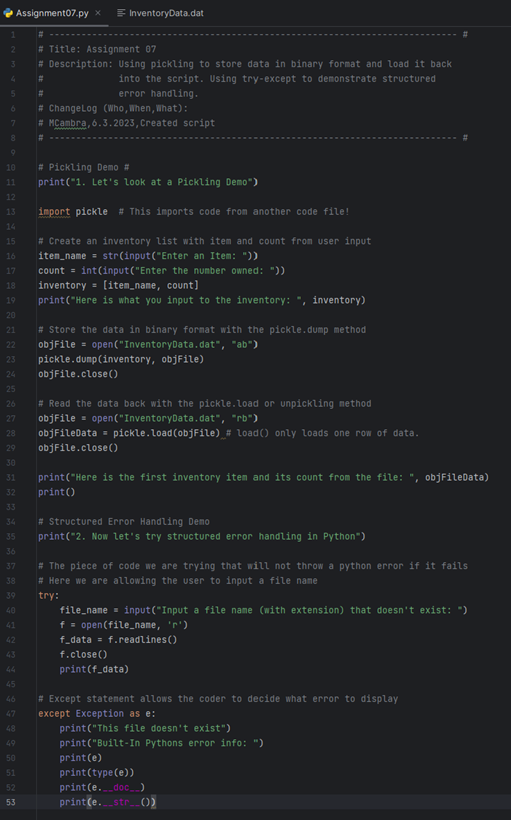 Assignment07.py × InventoryData.dat
1 # --------------------------------------------------------------------------- #
2 # Title: Assignment 07
3 # Description: Using pickling to store data in binary format and load it back
4 #              into the script. Using try-except to demonstrate structured
5 #              error handling.
6 # ChangeLog (Who,When,What):
7 # MCambra,6.3.2023,Created script
8 # --------------------------------------------------------------------------- #
9
10 # Pickling Demo #
11 print("1. Let's look at a Pickling Demo")
12
13 import pickle  # This imports code from another code file!
14
15 # Create an inventory list with item and count from user input
16 item_name = str(input("Enter an Item: "))
17 count = int(input("Enter the number owned: "))
18 inventory = [item_name, count]
19 print("Here is what you input to the inventory: ", inventory)
20
21 # Store the data in binary format with the pickle.dump method
22 objFile = open("InventoryData.dat", "ab")
23 pickle.dump(inventory, objFile)
24 objFile.close()
25
26 # Read the data back with the pickle.load or unpickling method
27 objFile = open("InventoryData.dat", "rb")
28 objFileData = pickle.load(objFile) # load() only loads one row of data.
29 objFile.close()
30
31 print("Here is the first inventory item and its count from the file: ", objFileData)
32 print()
33
34 # Structured Error Handling Demo
35 print("2. Now let's try structured error handling in Python")
36
37 # The piece of code we are trying that will not throw a python error if it fails
38 # Here we are allowing the user to input a file name
39 try:
40     file_name = input("Input a file name (with extension) that doesn't exist: ")
41     f = open(file_name, 'r')
42     f_data = f.readlines()
43     f.close()
44     print(f_data)
45
46 # Except statement allows the coder to decide what error to display
47 except Exception as e:
48     print("This file doesn't exist")
49     print("Built-In Pythons error info: ")
50     print(e)
51     print(type(e))
52     print(e.__doc__)
53     print(e.__str__())